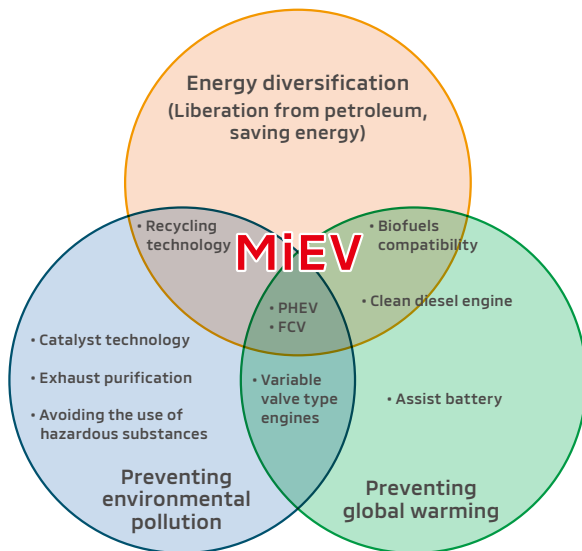 Energy diversification
(Liberation from petroleum,
saving energy)
• Recycling
technology
MiEV
• Biofuels
compatibility
• PHEV
• FCV
• Clean diesel engine
• Catalyst technology
• Exhaust purification
• Avoiding the use of
hazardous substances
• Variable
valve type
engines
• Assist battery
Preventing
environmental
pollution
Preventing
global warming